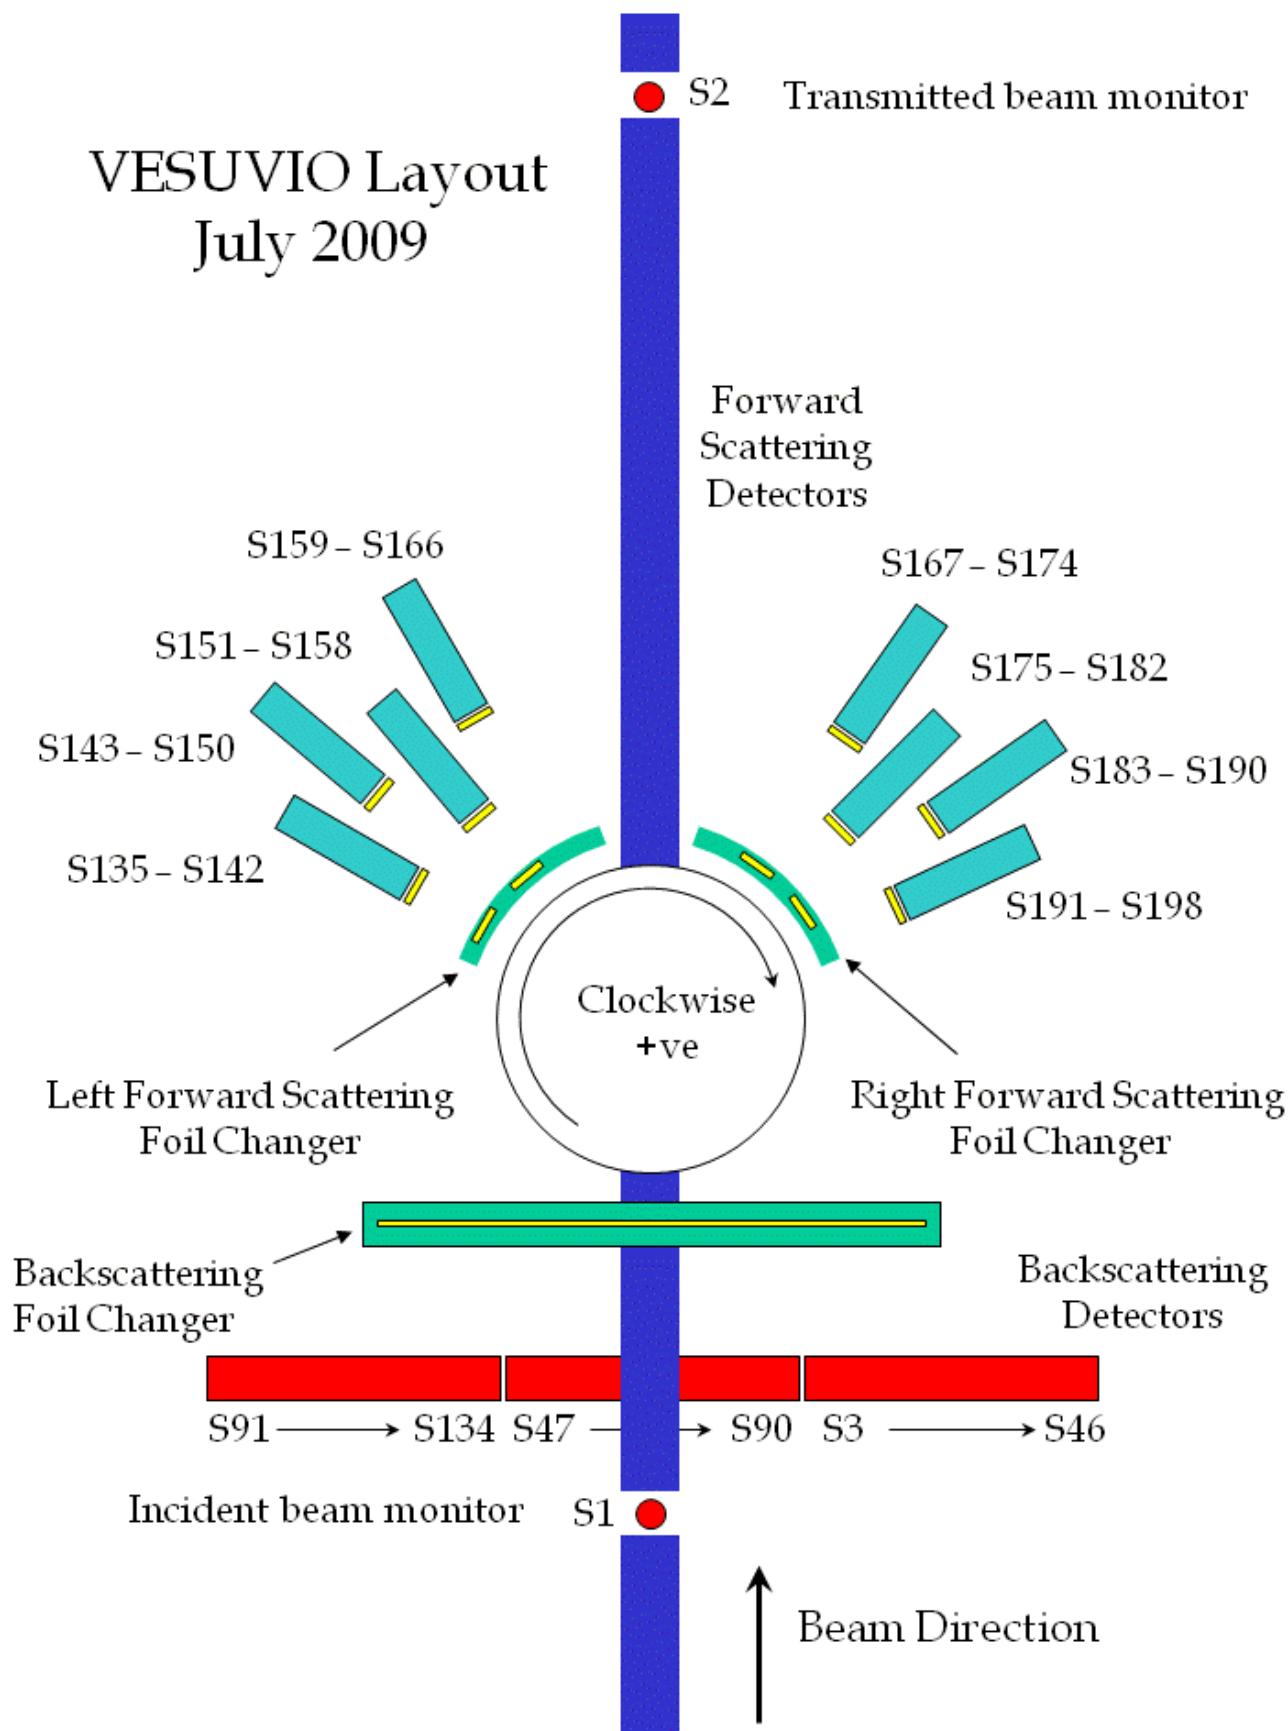 S2
Transmitted beam monitor
VESUVIO Layout
July 2009
Forward
Scattering
Detectors
S159 – S166
S167 – S174
S151 – S158
S175 – S182
S143 – S150
S183 – S190
S135 – S142
S191 – S198
Clockwise
+ve
Left Forward Scattering
Foil Changer
Right Forward Scattering
Foil Changer
Backscattering
Foil Changer
Backscattering
Detectors
S91 S134 S47 S90 S3 S46
Incident beam monitor S1
Beam Direction